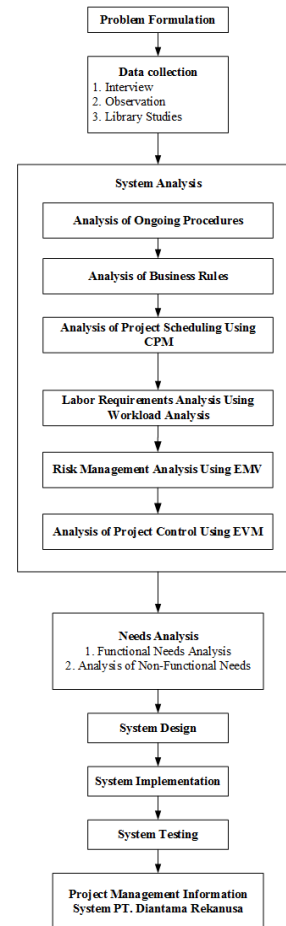 Problem Formulation
Data collection
1. Interview
2. Observation
3. Library Studies
System Analysis
Analysis of Ongoing Procedures
Analysis of Business Rules
Analysis of Project Scheduling Using
CPM
Labor Requirements Analysis Using
Workload Analysis
Risk Management Analysis Using EMV
Analysis of Project Control Using EVM
Needs Analysis
1. Functional Needs Analysis
2. Analysis of Non-Functional Needs
System Design
System Implementation
System Testing
Project Management Information
System PT. Diantama Rekanusa